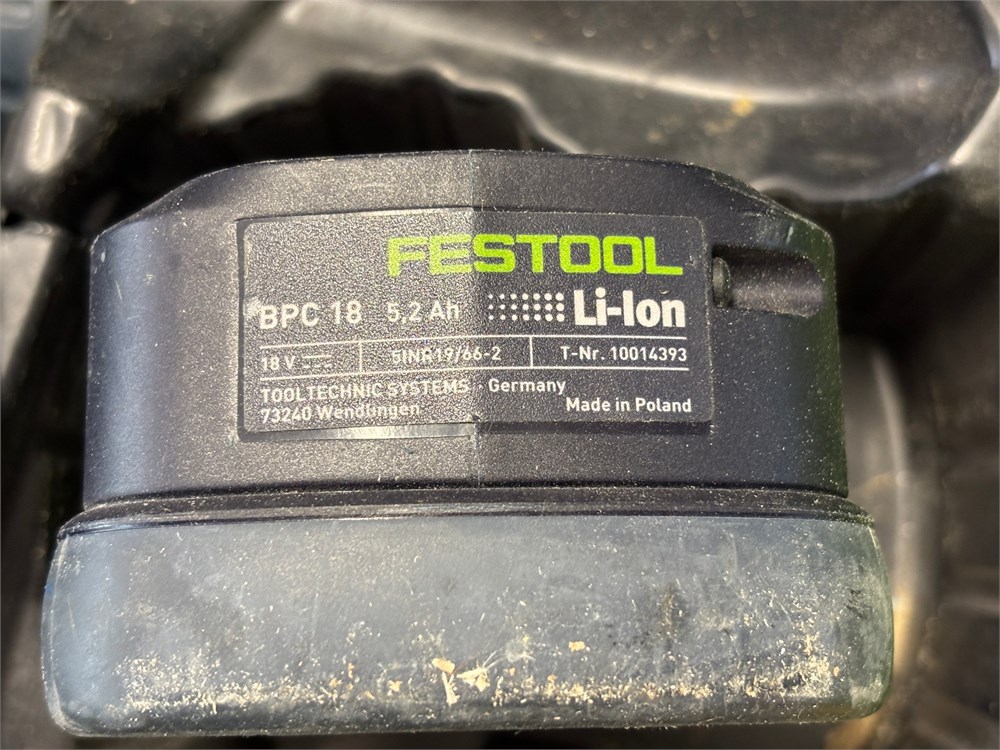 FESTOOL
BPC 18 5,2 Ah Li-Ion
18 V 5INR19/66-2 T-Nr. 10014393
TOOLTECHNIC SYSTEMS Germany
73240 Wendlingen Made in Poland